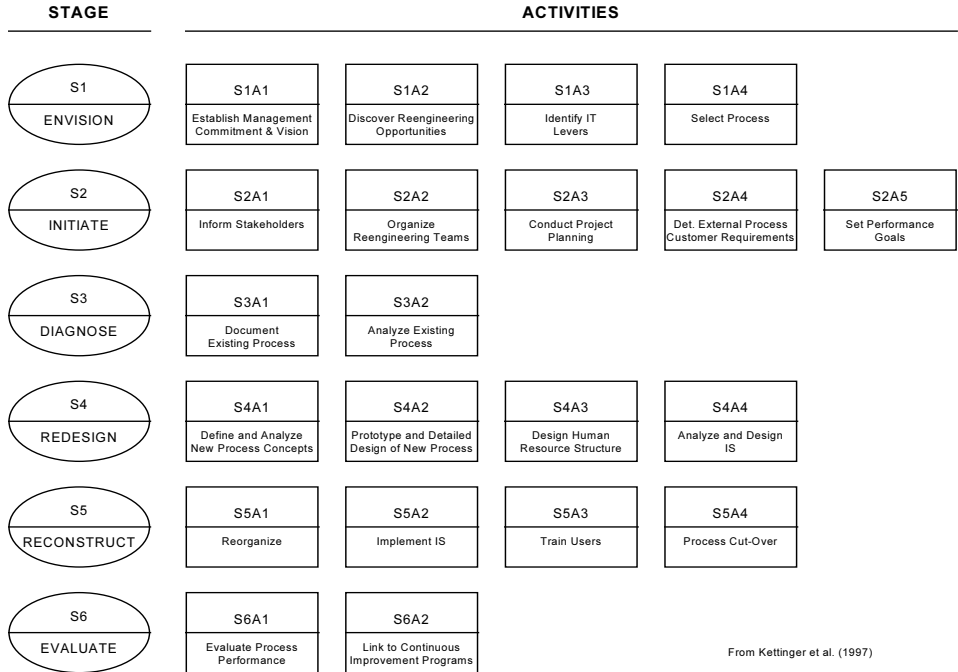 STAGE
ACTIVITIES
S1
ENVISION
S1A1
Establish Management
Commitment & Vision
S1A2
Discover Reengineering
Opportunities
S1A3
Identify IT
Levers
S1A4
Select Process
S2
INITIATE
S2A1
Inform Stakeholders
S2A2
Organize
Reengineering Teams
S2A3
Conduct Project
Planning
S2A4
Det. External Process
Customer Requirements
S2A5
Set Performance
Goals
S3
DIAGNOSE
S3A1
Document
Existing Process
S3A2
Analyze Existing
Process
S4
REDESIGN
S4A1
Define and Analyze
New Process Concepts
S4A2
Prototype and Detailed
Design of New Process
S4A3
Design Human
Resource Structure
S4A4
Analyze and Design
IS
S5
RECONSTRUCT
S5A1
Reorganize
S5A2
Implement IS
S5A3
Train Users
S5A4
Process Cut-Over
S6
EVALUATE
S6A1
Evaluate Process
Performance
S6A2
Link to Continuous
Improvement Programs
From Kettinger et al. (1997)